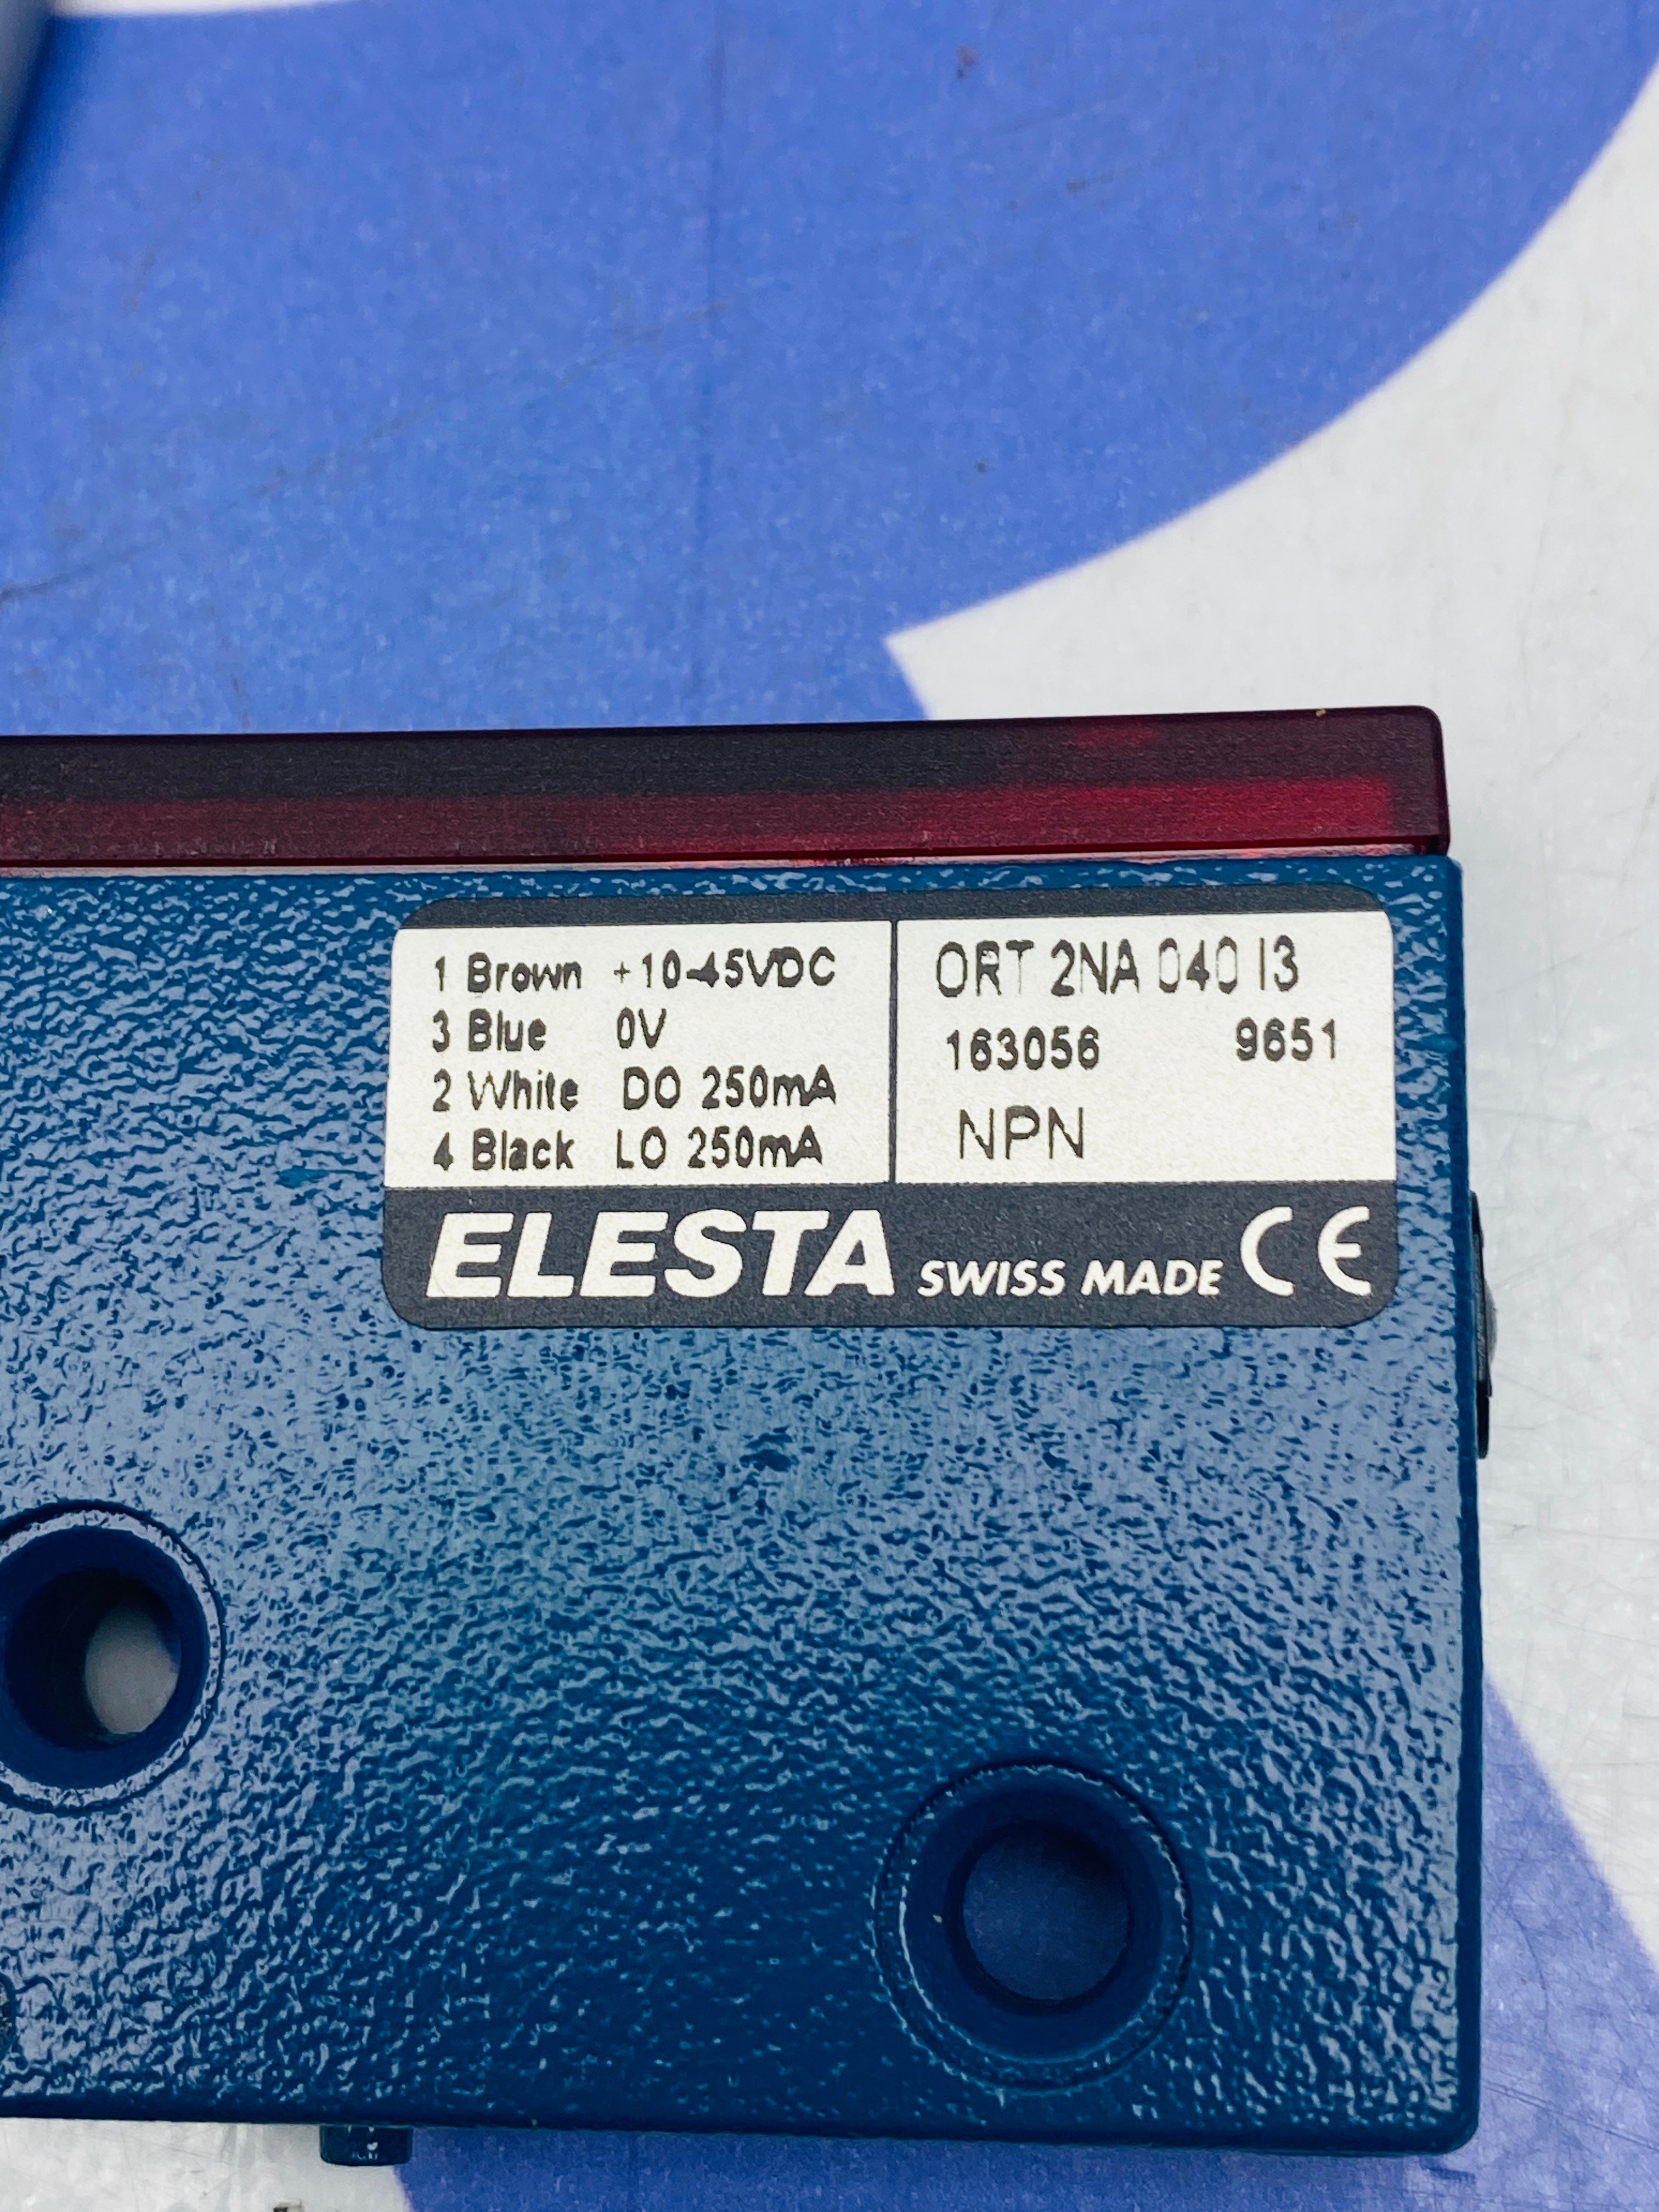 1 Brown +10-45VDC
3 Blue 0V
2 White DO 250mA
4 Black LO 250mA
ORT 2NA 040 I3
163056 9651
NPN
ELESTA SWISS MADE CE